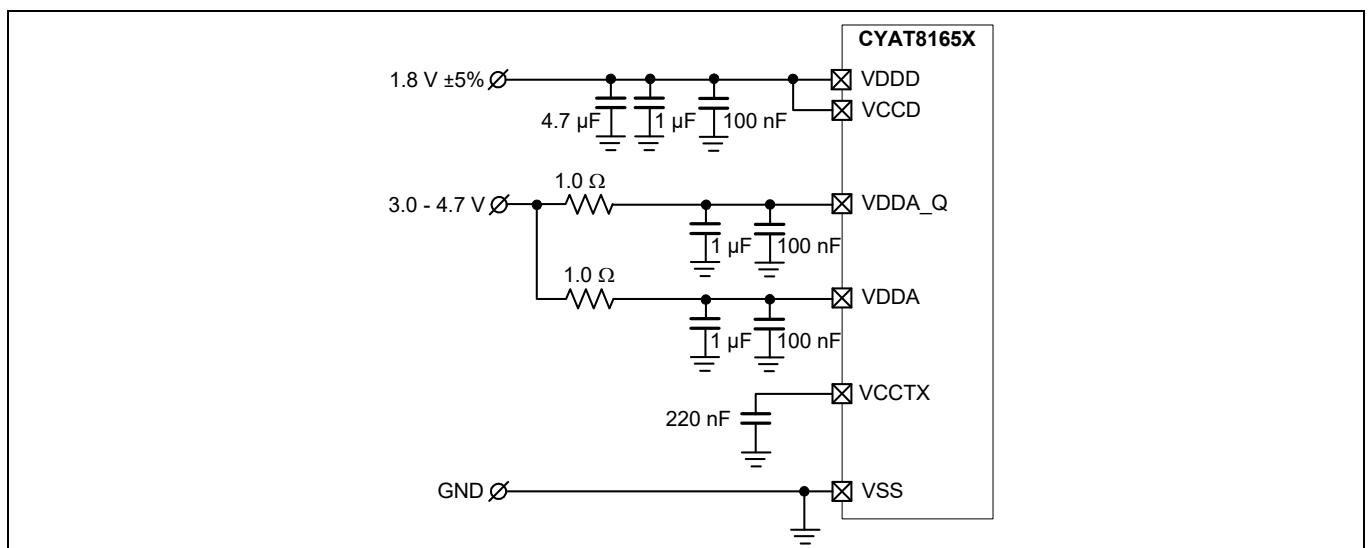 CYAT8165X
1.8 V ±5%
VDDD
VCCD
4.7 µF
1 µF
100 nF
1.0 Ω
3.0 - 4.7 V
VDDA_Q
1 µF
100 nF
1.0 Ω
VDDA
1 µF
100 nF
VCCTX
220 nF
GND
VSS